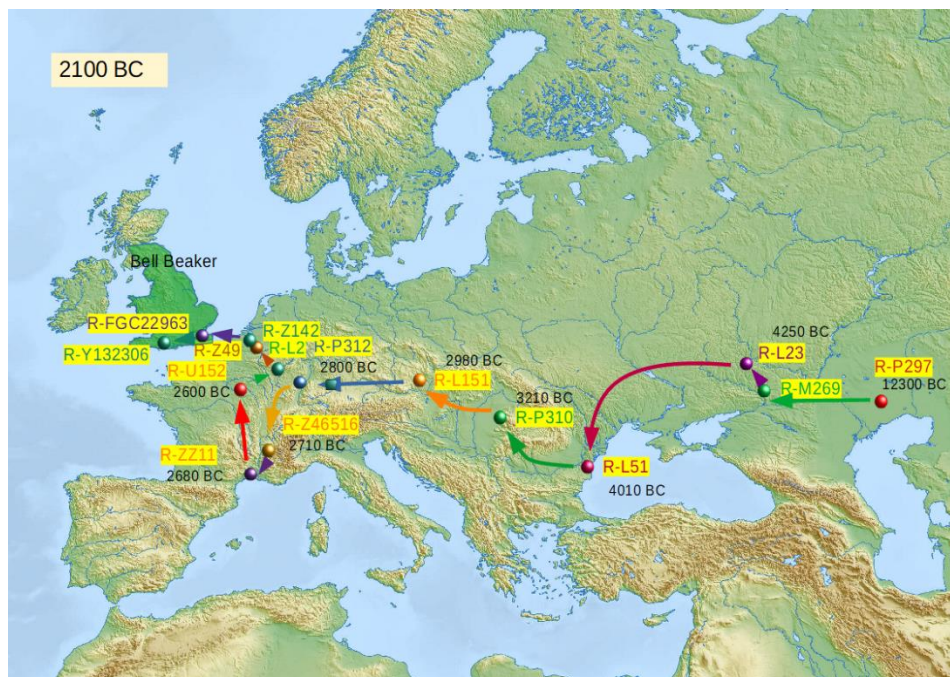 2100 BC
Bell Beaker
R-FGC22963
R-Z142
R-Y132306
R-Z49
R-L2
R-P312
R-U152
2800 BC
2600 BC
2980 BC
R-L151
4250 BC
R-L23
R-P297
12300 BC
R-M269
3210 BC
R-P310
R-Z46516
2710 BC
R-ZZ11
2680 BC
R-L51
4010 BC